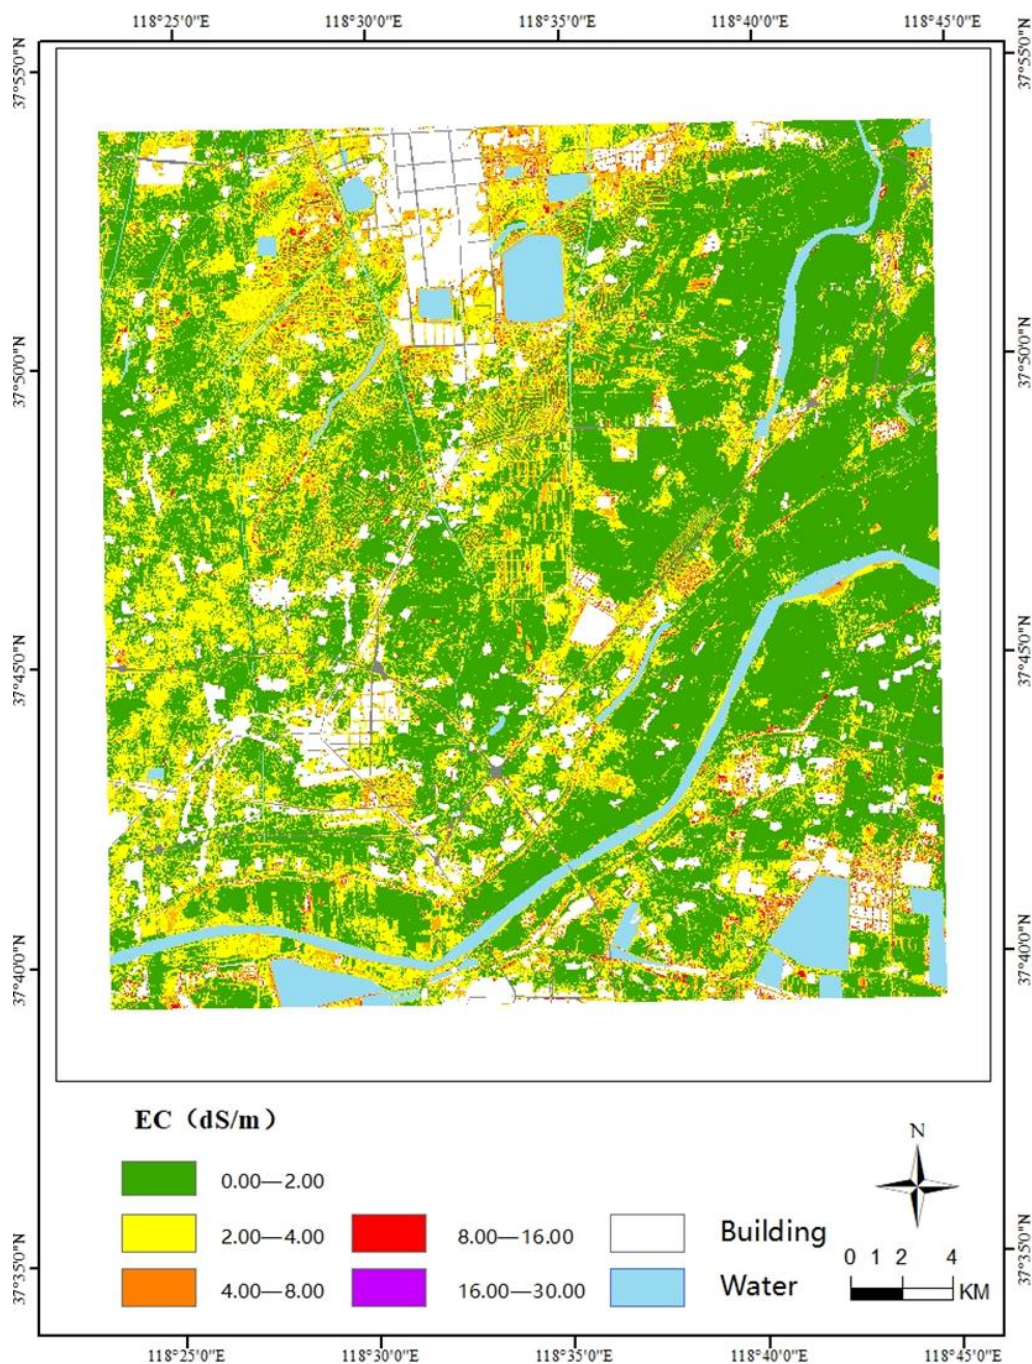 118°25'0"E 118°30'0"E 118°35'0"E 118°40'0"E 118°45'0"E
37°55'0"N 37°55'0"N
37°50'0"N 37°50'0"N
37°45'0"N 37°45'0"N
37°40'0"N 37°40'0"N
37°35'0"N 37°35'0"N
EC（dS/m）
0.00—2.00
2.00—4.00 8.00—16.00 Building
4.00—8.00 16.00—30.00 Water
N
0 1 2 4
KM
118°25'0"E 118°30'0"E 118°35'0"E 118°40'0"E 118°45'0"E